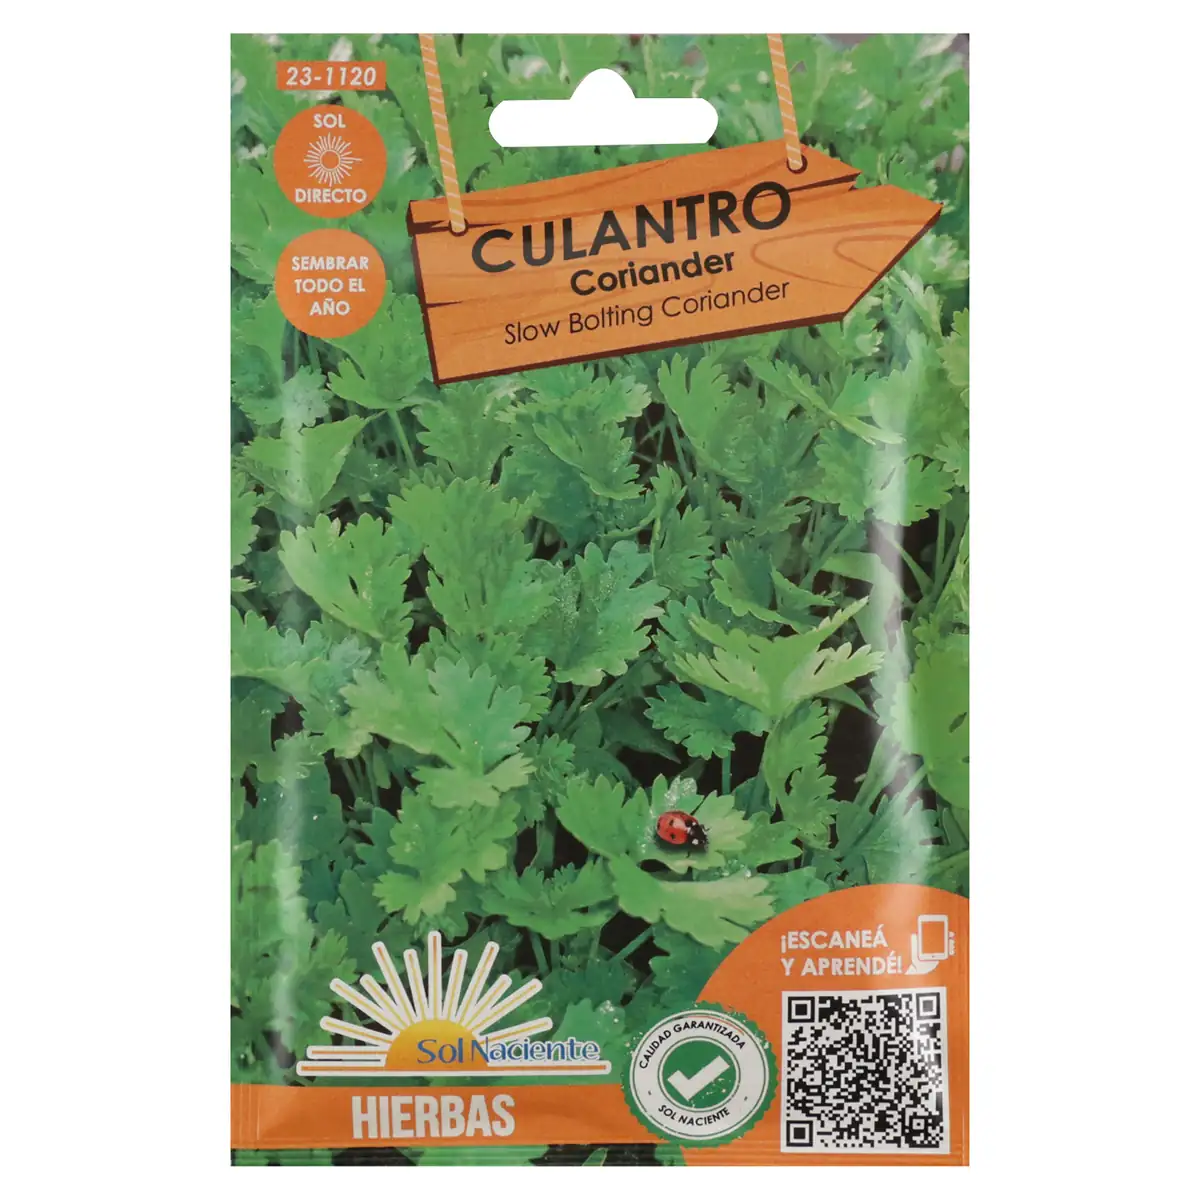 23-1120
SOL
DIRECTO
SEMBRAR
TODO EL
AÑO
CULANTRO
Coriander
Slow Bolting Coriander
¡ESCANEÁ
Y APRENDÉ!
CALIDAD GARANTIZADA
- SOL NACIENTE -
Sol Naciente
HIERBAS